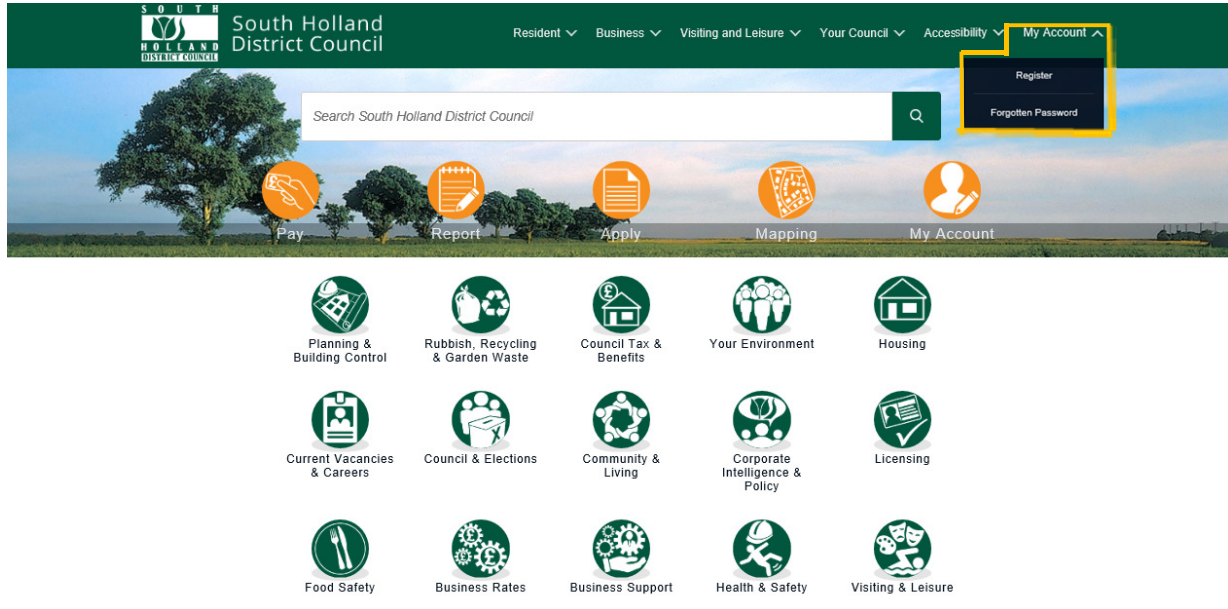 SOUTH
HOLLAND
DISTRICT COUNCIL
South Holland
District Council
Resident
Business
Visiting and Leisure
Your Council
Accessibility
My Account
Register
Forgotten Password
Search South Holland District Council
Pay
Report
Apply
Mapping
My Account
Planning &
Building Control
Rubbish, Recycling
& Garden Waste
Council Tax &
Benefits
Your Environment
Housing
Current Vacancies
& Careers
Council & Elections
Community &
Living
Corporate
Intelligence &
Policy
Licensing
Food Safety
Business Rates
Business Support
Health & Safety
Visiting & Leisure